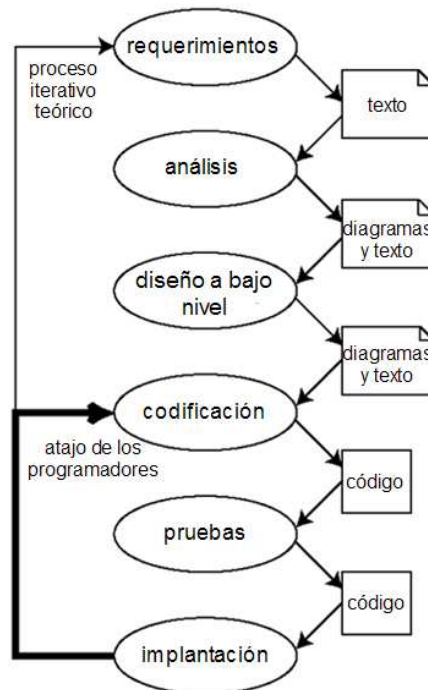 requerimientos
proceso
iterativo
teórico
texto
análisis
diagramas
y texto
diseño a bajo
nivel
diagramas
y texto
codificación
atajo de los
programadores
código
pruebas
código
implantación